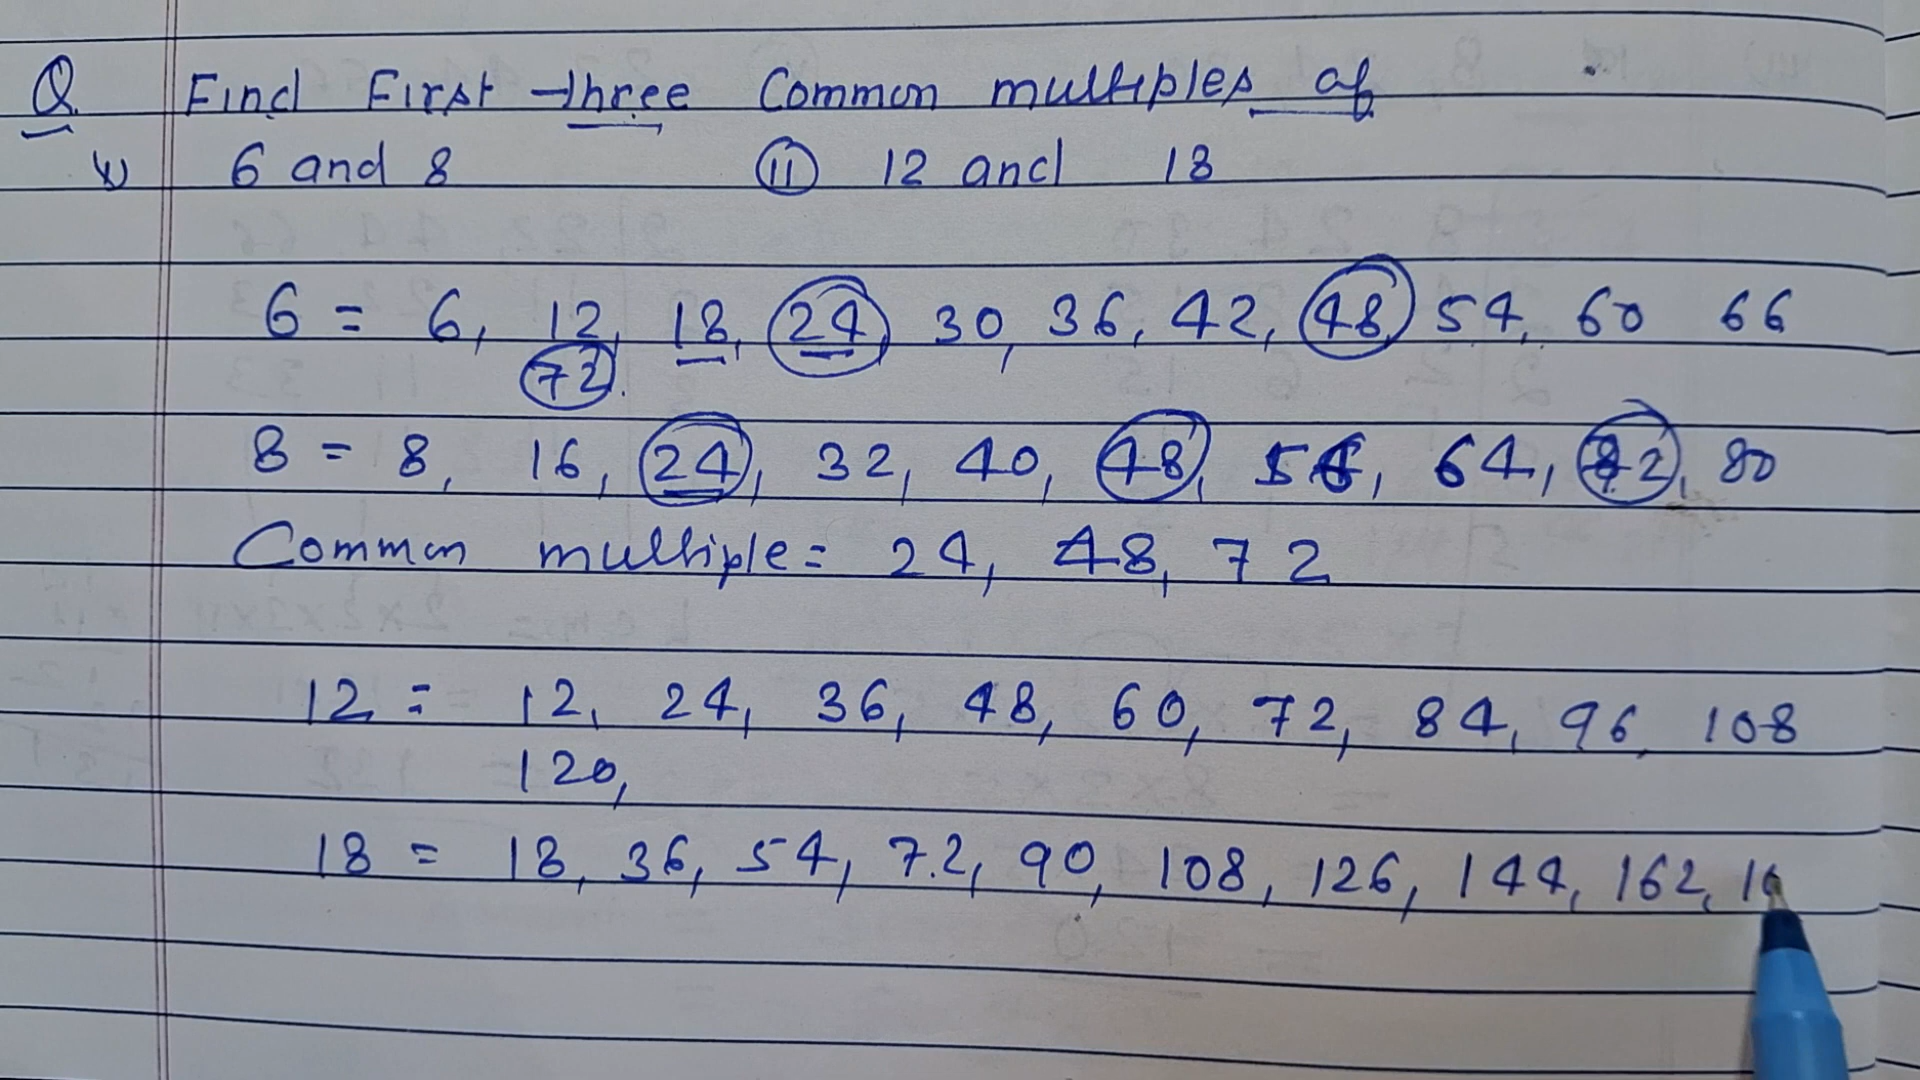 Q Find First three Common multiples of
(i) 6 and 8 (ii) 12 and 18
6 = 6, 12, 18, 24, 30, 36, 42, 48, 54, 60 66
72.
8 = 8, 16, 24, 32, 40, 48, 56, 64, 72, 80
Common multiple = 24, 48, 72
12 = 12, 24, 36, 48, 60, 72, 84, 96, 108
120,
18 = 18, 36, 54, 72, 90, 108, 126, 144, 162,